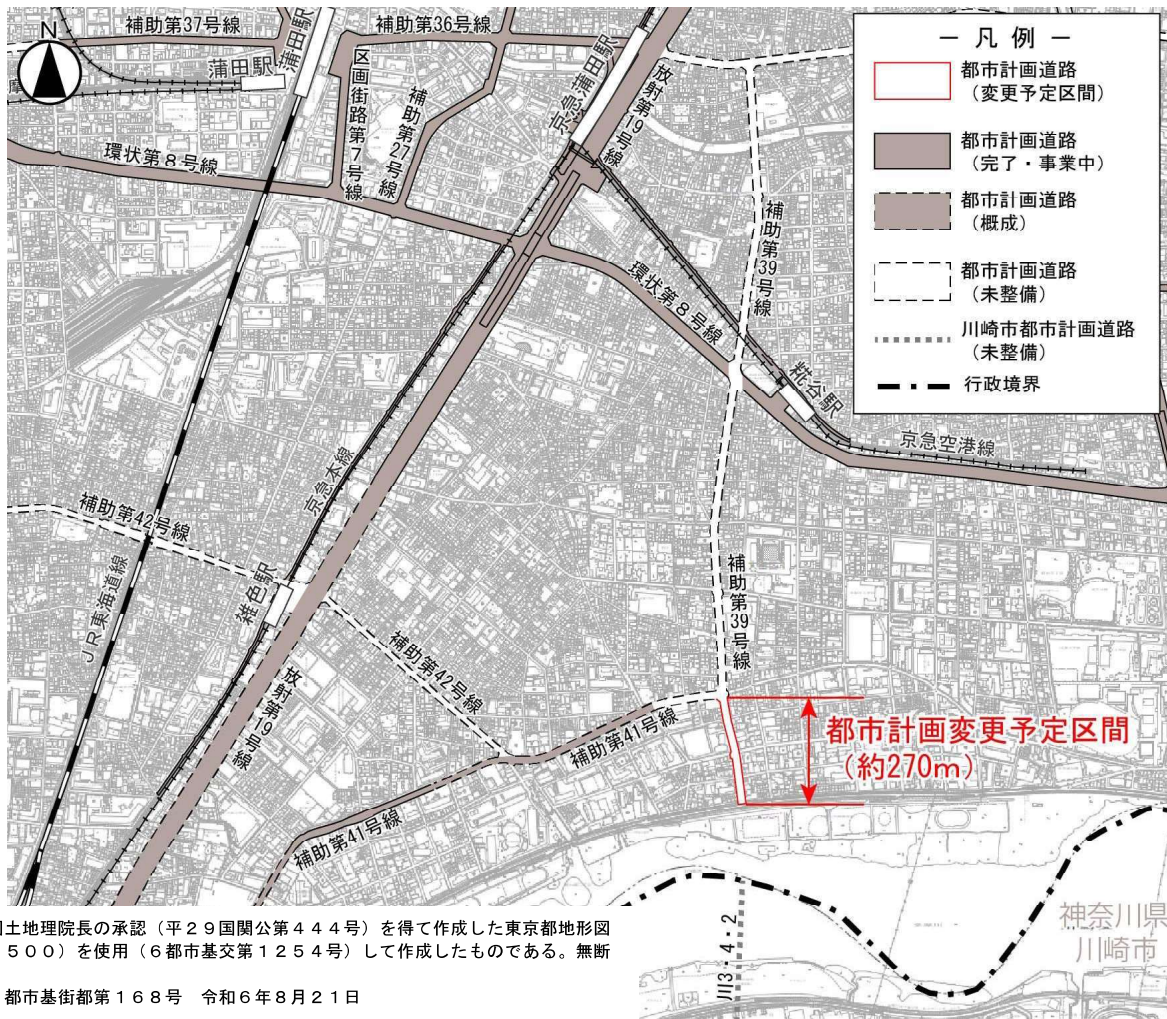 N
補助第37号線
補助第36号線
蒲田駅
蒲田駅
京急蒲田駅
放射第19号線
区画街路第7号線
補助第27号線
環状第8号線
補助第39号線
環状第8号線
糀谷駅
京急空港線
京急本線
補助第42号線
JR東海道線
雑色駅
補助第39号線
補助第42号線
放射第19号線
補助第41号線
補助第41号線
都市計画変更予定区間
(約270m)
- 凡 例 -
都市計画道路
(変更予定区間)
都市計画道路
(完了・事業中)
都市計画道路
(概成)
都市計画道路
(未整備)
川崎市都市計画道路
(未整備)
行政境界
神奈川県
川崎市
川3・4・2
国土地理院長の承認(平29国関公第444号)を得て作成した東京都地形図
500)を使用(6都市基交第1254号)して作成したものである。無断
都市基街都第168号 令和6年8月21日